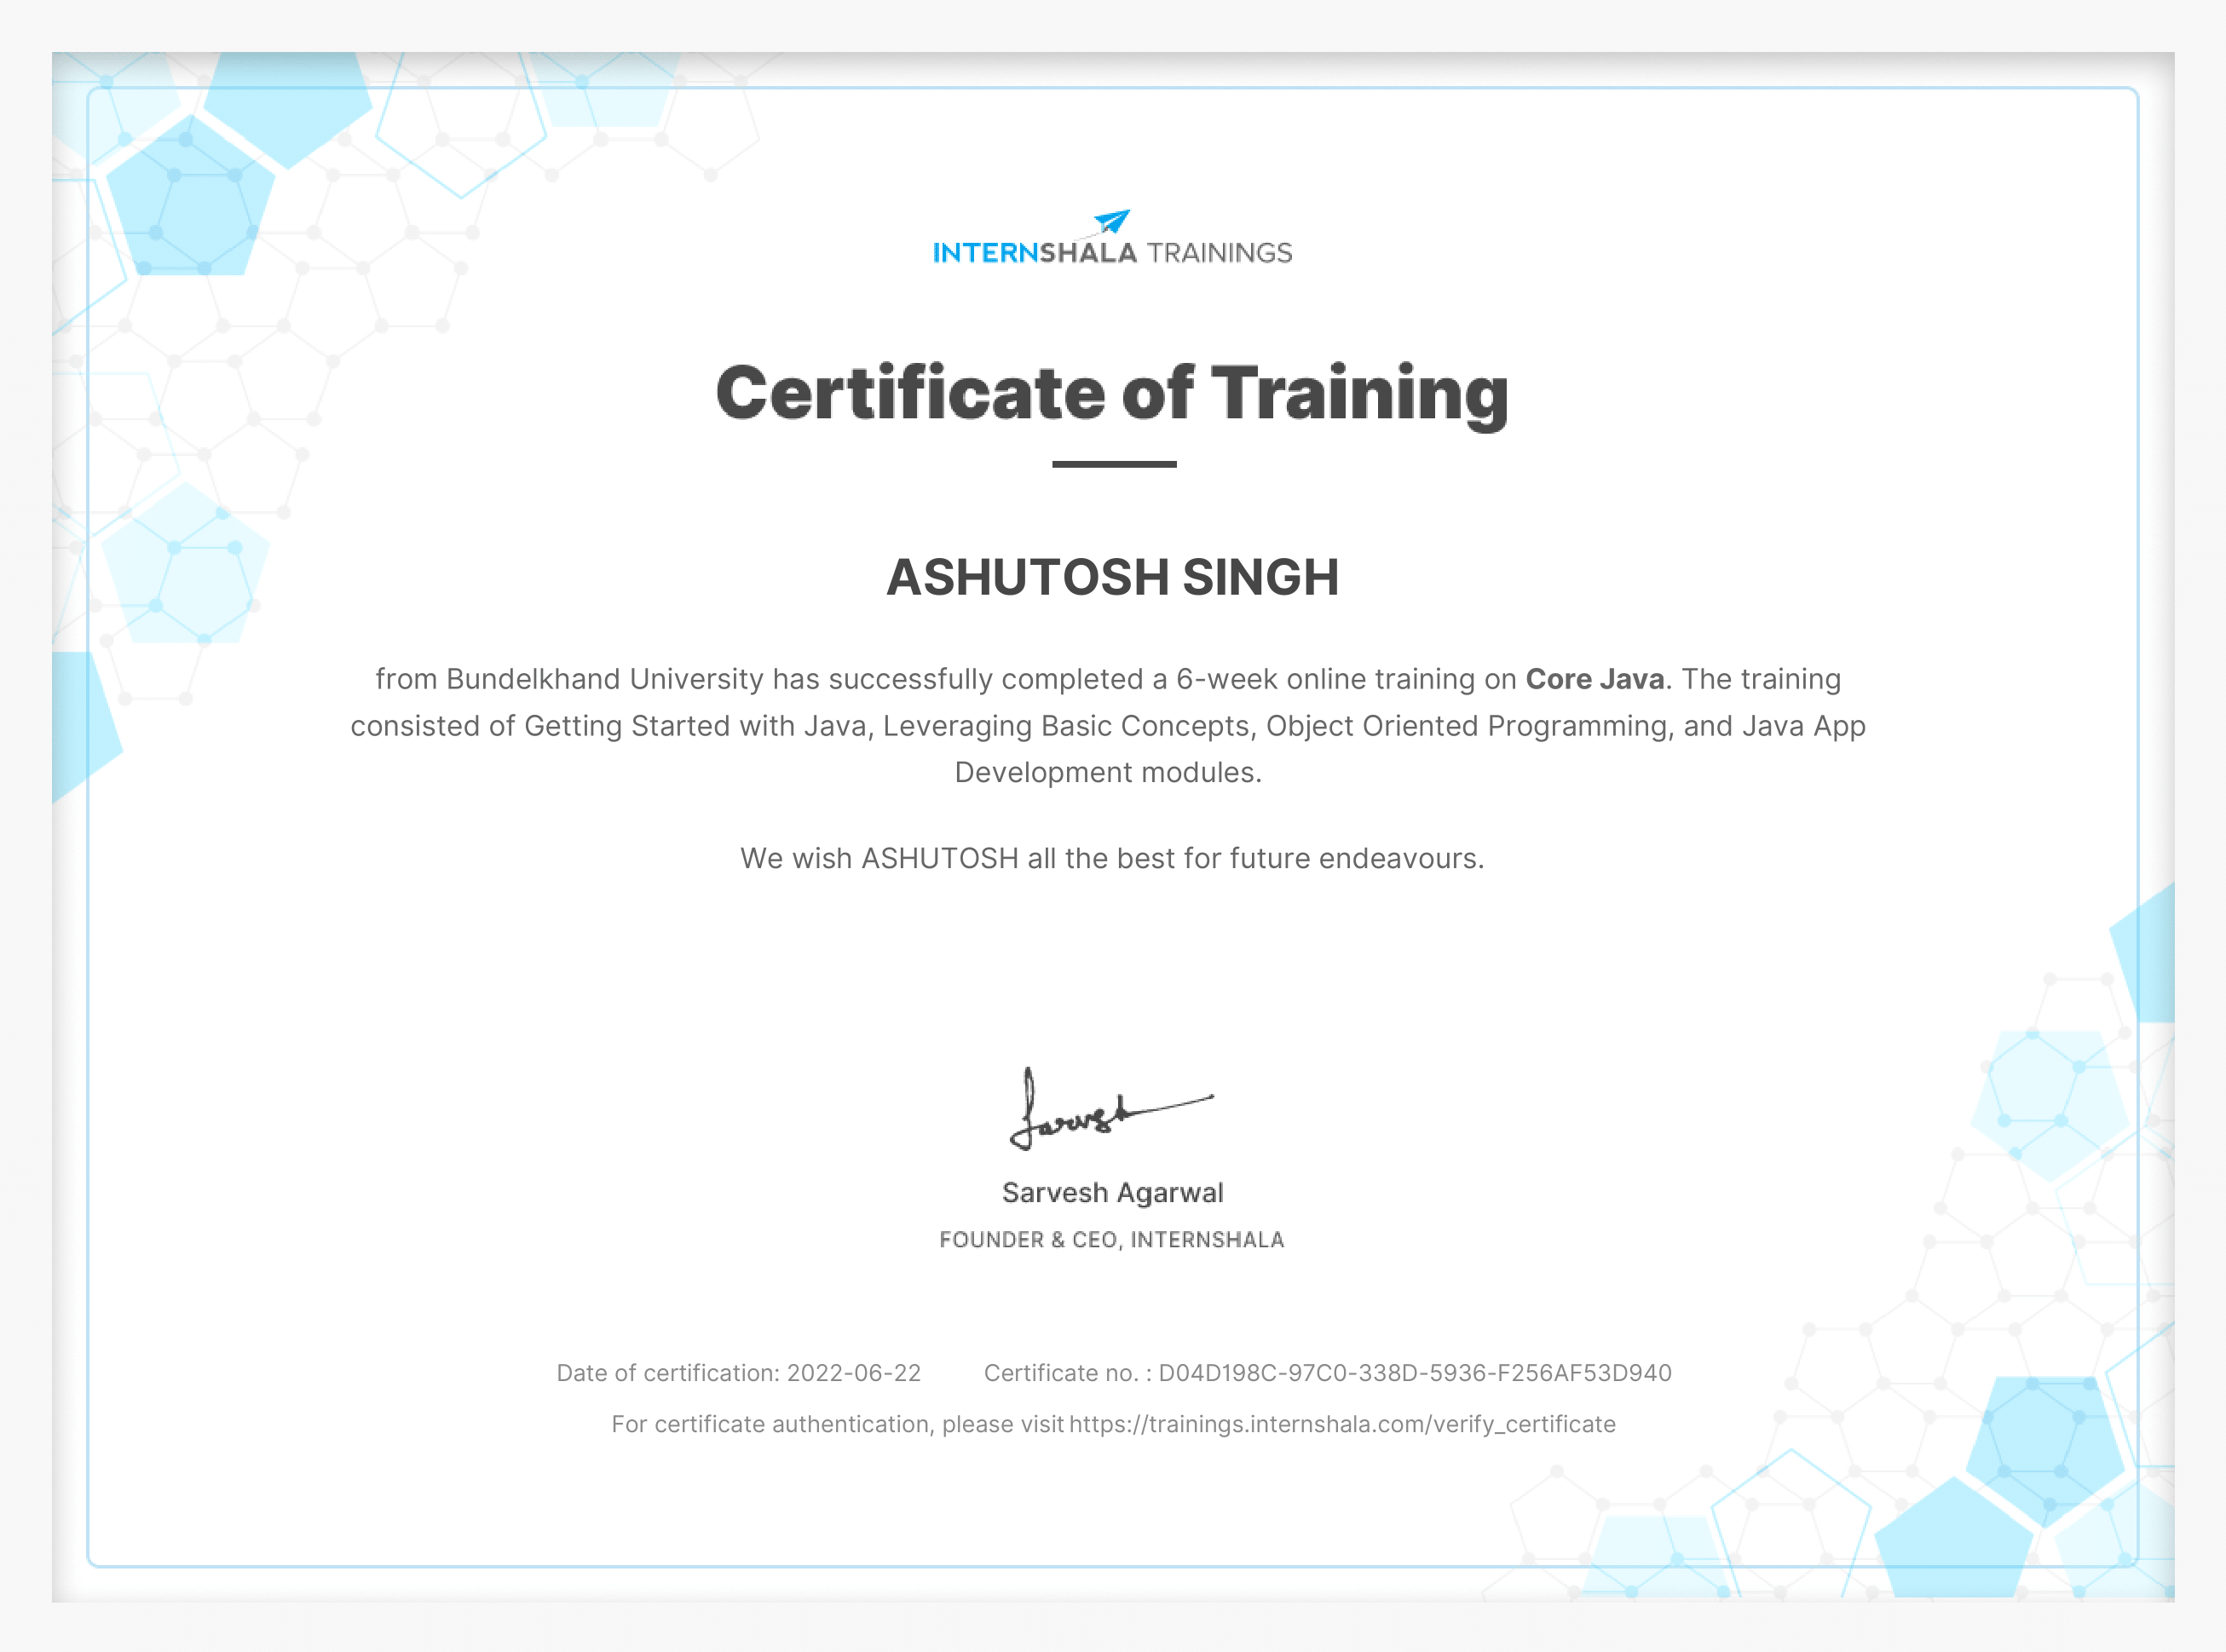 INTERNSHALA TRAININGS
Certificate of Training
ASHUTOSH SINGH
from Bundelkhand University has successfully completed a 6-week online training on Core Java. The training
consisted of Getting Started with Java, Leveraging Basic Concepts, Object Oriented Programming, and Java App
Development modules.
We wish ASHUTOSH all the best for future endeavours.
Sarvesh
Sarvesh Agarwal
FOUNDER & CEO, INTERNSHALA
Date of certification: 2022-06-22 Certificate no. : D04D198C-97C0-338D-5936-F256AF53D940
For certificate authentication, please visit https://trainings.internshala.com/verify_certificate